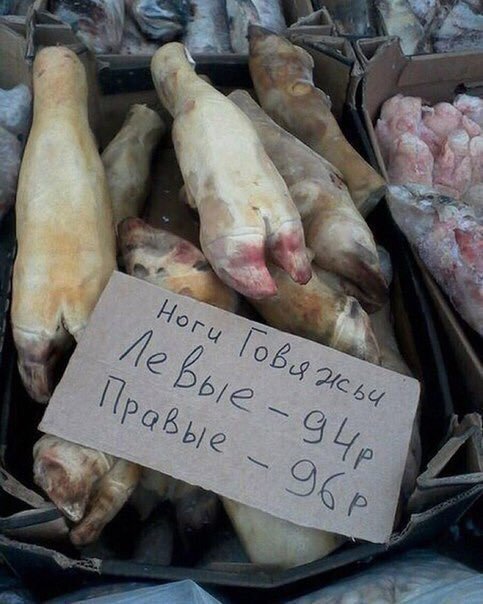 Ноги Говяжьи
Левые - 94р
Правые - 96р